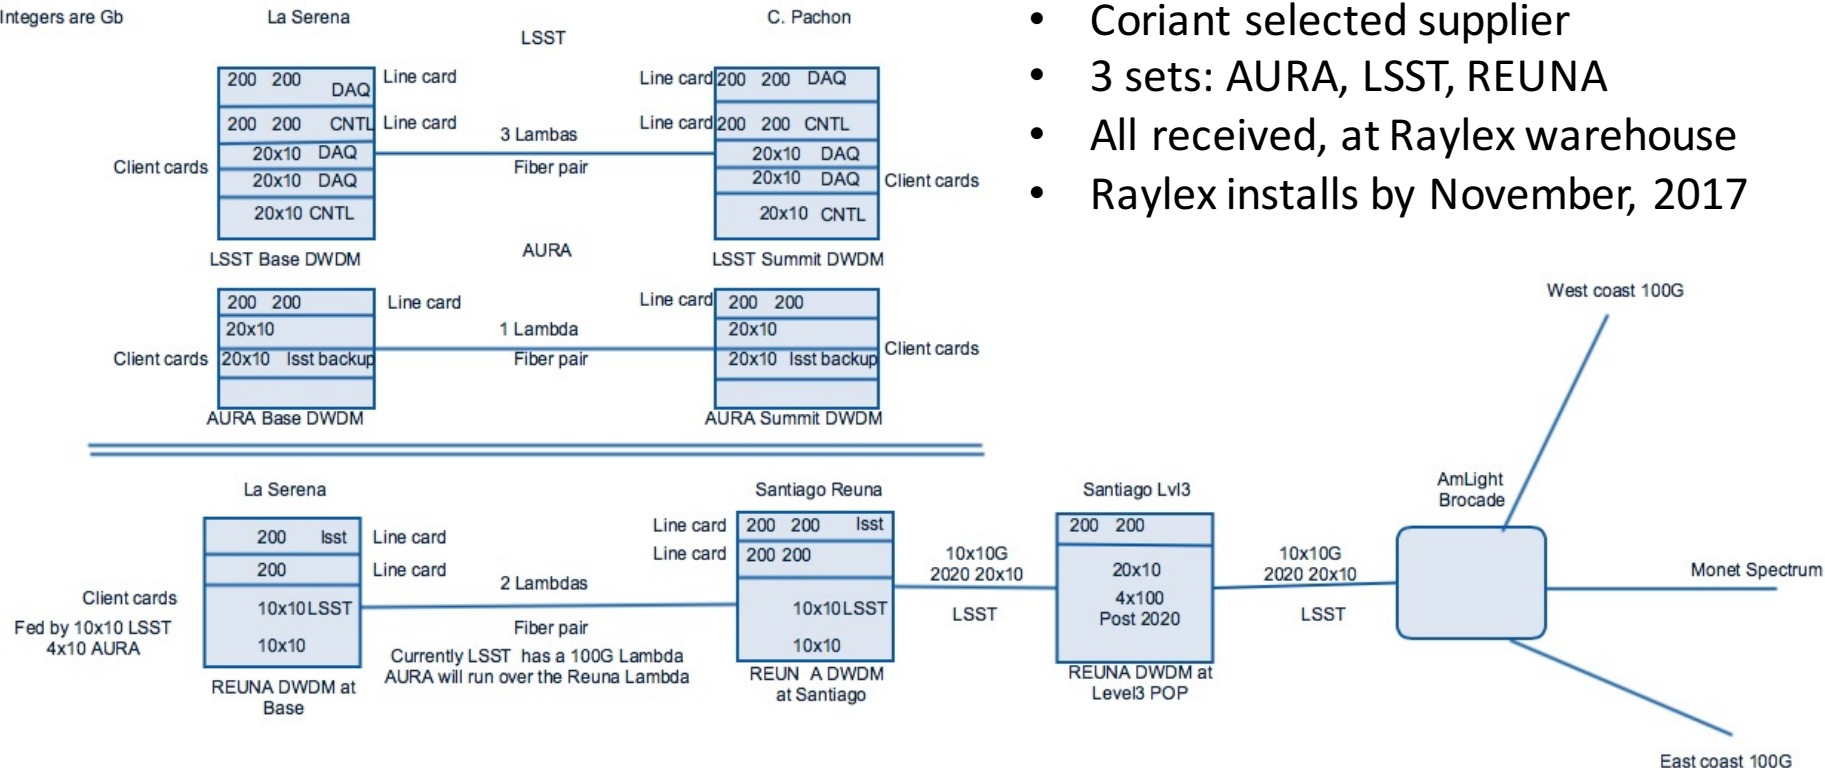 Integers are Gb
La Serena
LSST
C. Pachon
200 200 DAQ
Line card
Line card
200 200 DAQ
200 200 CNTL
Line card
3 Lambas
Line card
200 200 CNTL
Client cards
20x10 DAQ
Fiber pair
20x10 DAQ
20x10 DAQ
20x10 DAQ
Client cards
20x10 CNTL
20x10 CNTL
LSST Base DWDM
AURA
LSST Summit DWDM
200 200
Line card
Line card
200 200
20x10
1 Lambda
20x10
Client cards
20x10 lsst backup
Fiber pair
20x10 lsst backup
Client cards
AURA Base DWDM
AURA Summit DWDM
• Coriant selected supplier
• 3 sets: AURA, LSST, REUNA
• All received, at Raylex warehouse
• Raylex installs by November, 2017
La Serena
Santiago Reuna
Santiago Lvl3
200 lsst
Line card
200
Line card
Client cards
Fed by 10x10 LSST
4x10 AURA
10x10LSST
10x10
REUNA DWDM at
Base
2 Lambdas
Fiber pair
Currently LSST has a 100G Lambda
AURA will run over the Reuna Lambda
Line card
200 200 lsst
Line card
200 200
10x10LSST
10x10
REUN A DWDM
at Santiago
10x10G
2020 20x10
LSST
200 200
20x10
4x100
Post 2020
REUNA DWDM at
Level3 POP
10x10G
2020 20x10
LSST
AmLight
Brocade
West coast 100G
Monet Spectrum
East coast 100G